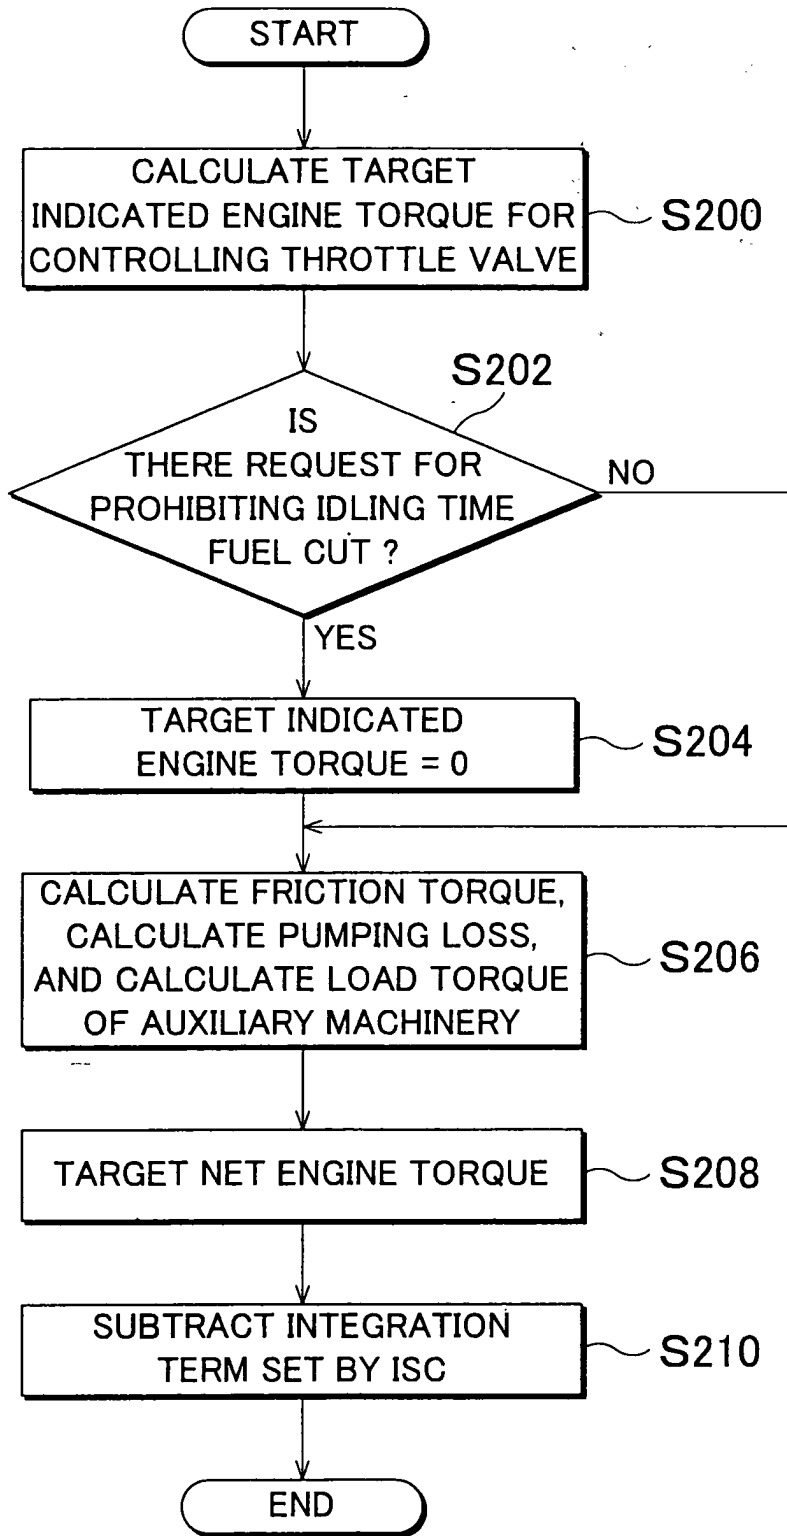 START
CALCULATE TARGET
INDICATED ENGINE TORQUE FOR
CONTROLLING THROTTLE VALVE
S200
S202
IS
THERE REQUEST FOR
PROHIBITING IDLING TIME
FUEL CUT ?
NO
YES
TARGET INDICATED
ENGINE TORQUE = 0
S204
CALCULATE FRICTION TORQUE,
CALCULATE PUMPING LOSS,
AND CALCULATE LOAD TORQUE
OF AUXILIARY MACHINERY
S206
TARGET NET ENGINE TORQUE
S208
SUBTRACT INTEGRATION
TERM SET BY ISC
S210
END